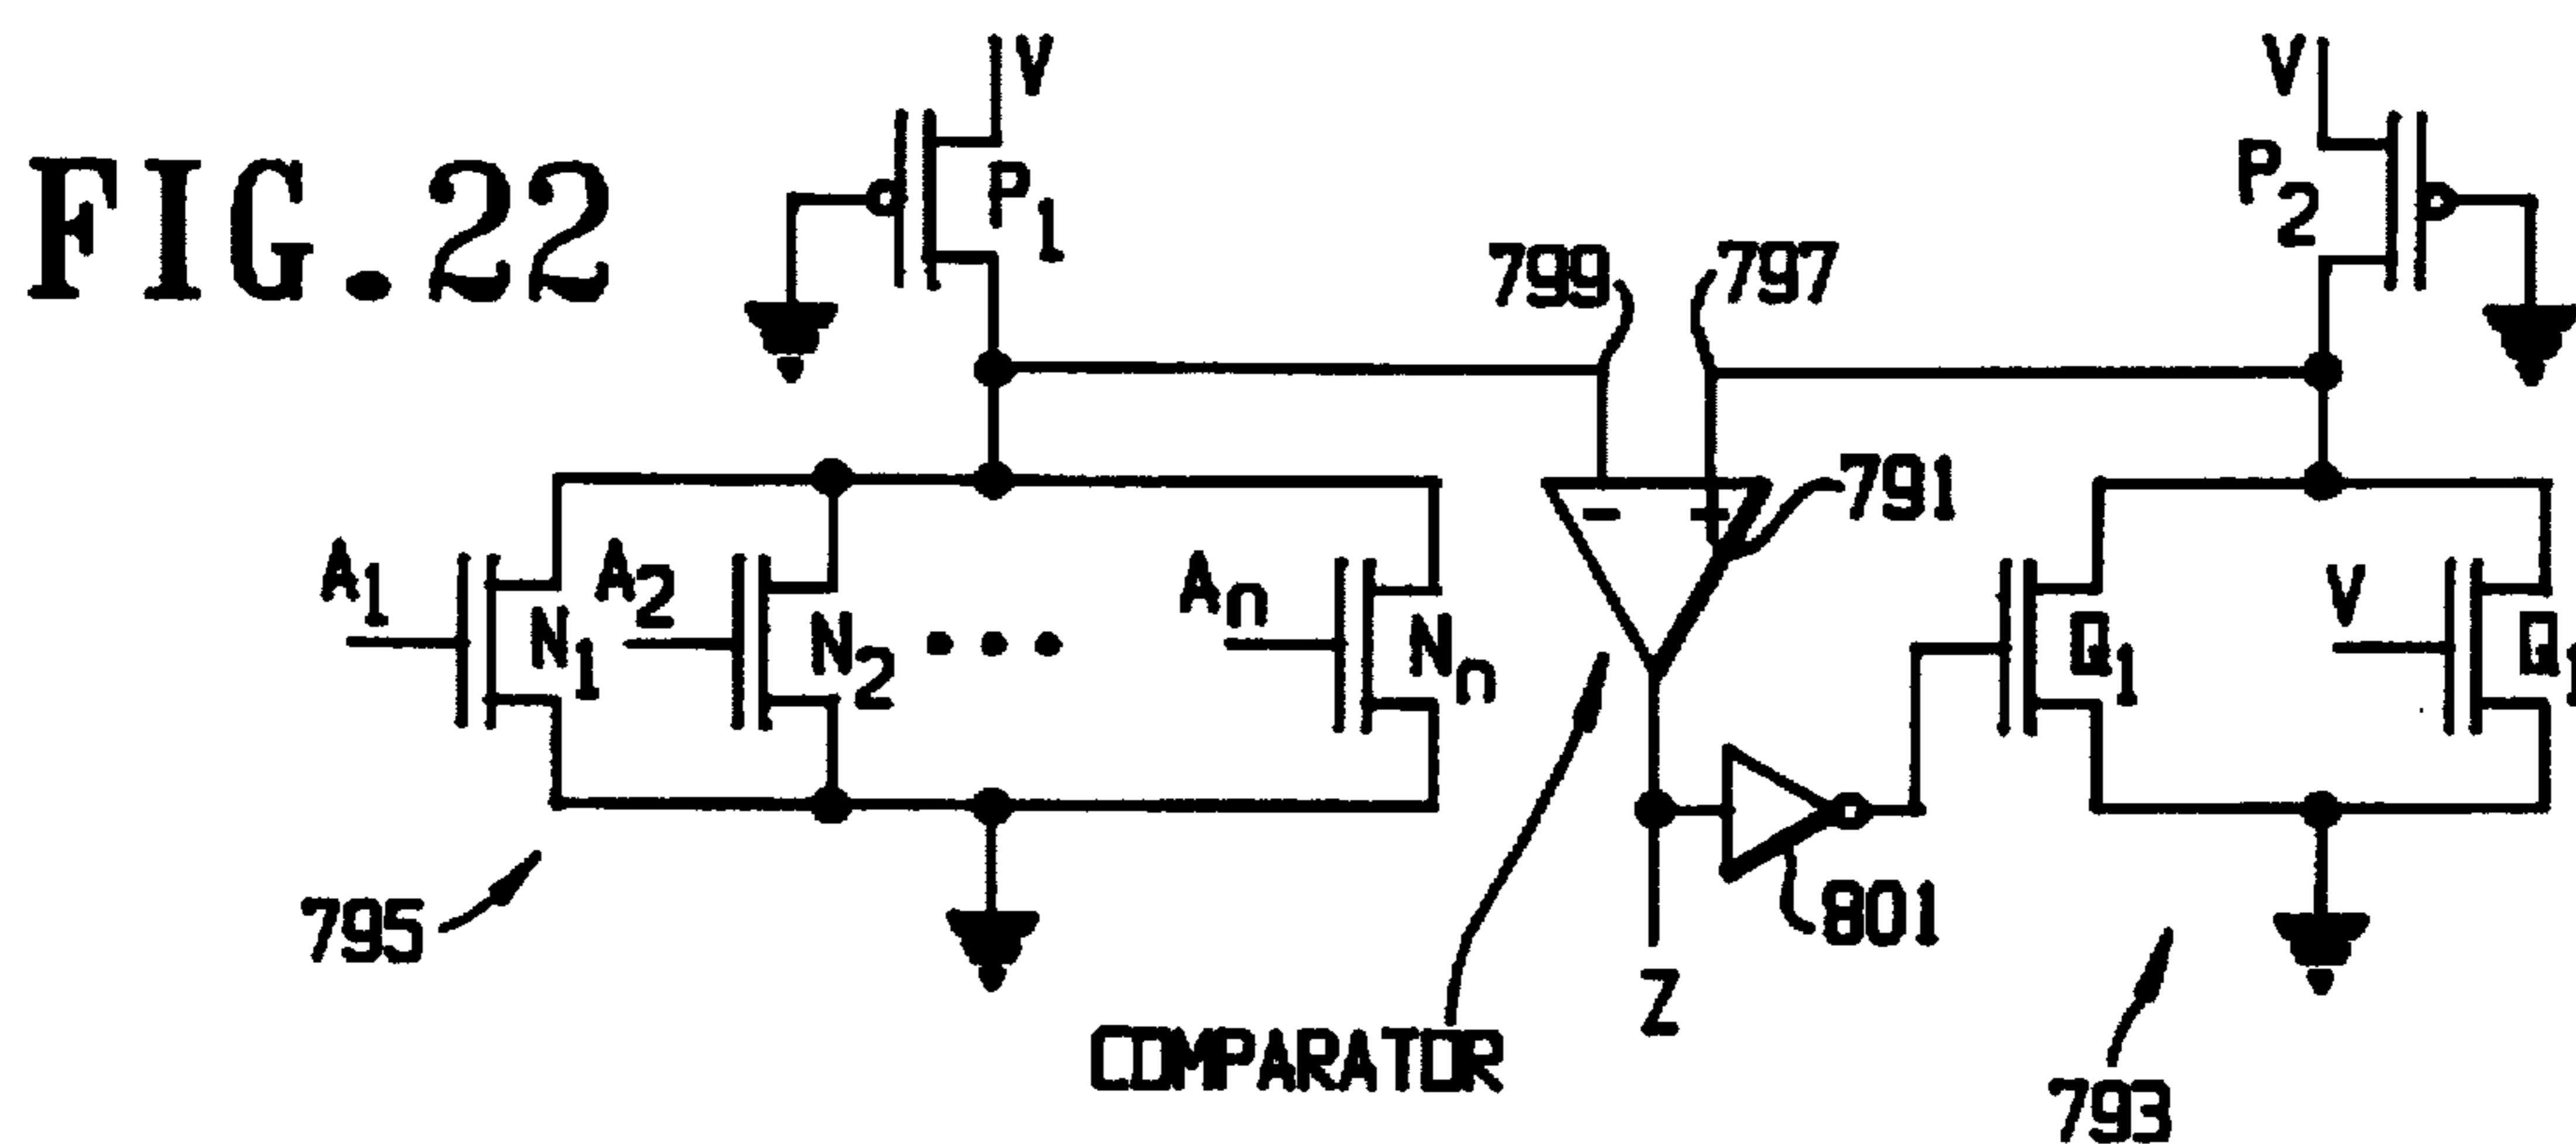 FIG.22
V
P1
V
P2
799
797
791
A1
N1
A2
N2
An
Nn
- +
Q1
V
Q1
795
801
Z
COMPARATOR
793